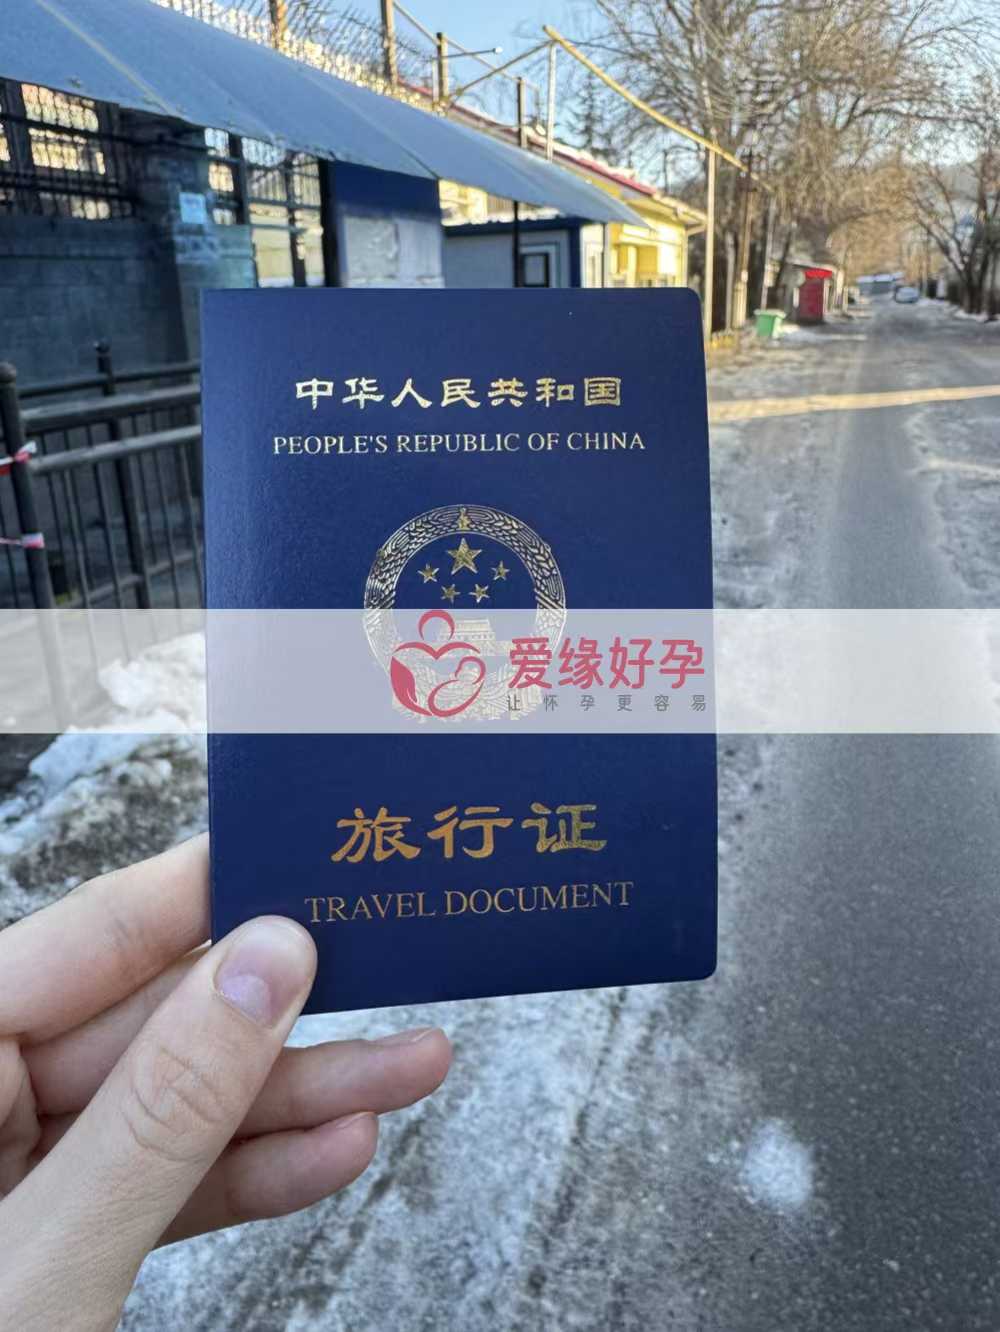 中华人民共和国
PEOPLE'S REPUBLIC OF CHINA
爱缘好孕
让怀孕更容易
旅行证
TRAVEL DOCUMENT